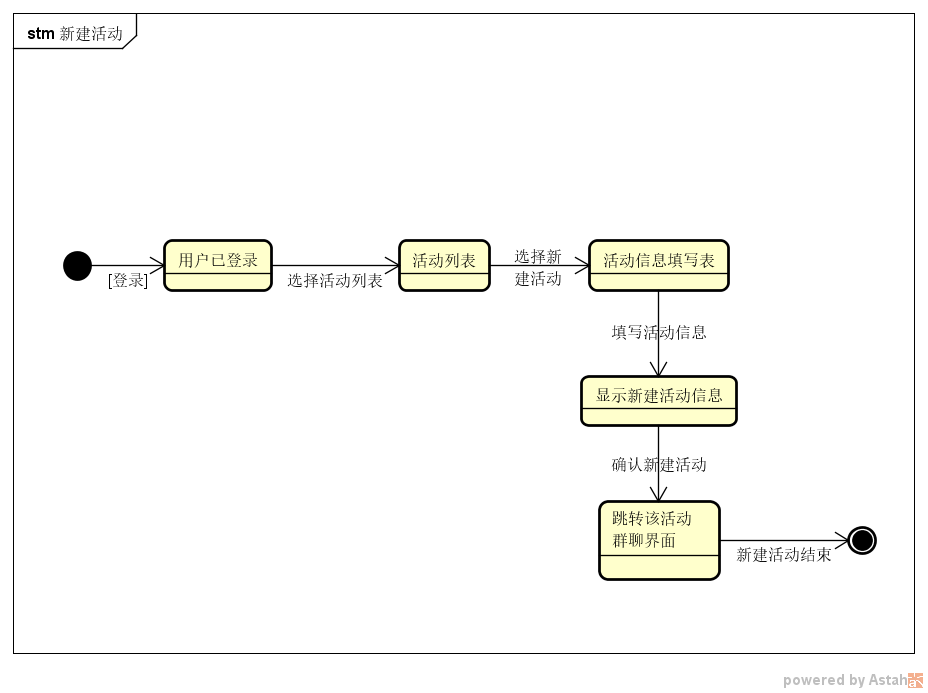 stm 新建活动
用户已登录
活动列表
选择新
建活动
活动信息填写表
[登录]
选择活动列表
填写活动信息
显示新建活动信息
确认新建活动
跳转该活动
群聊界面
新建活动结束
powered by Astah